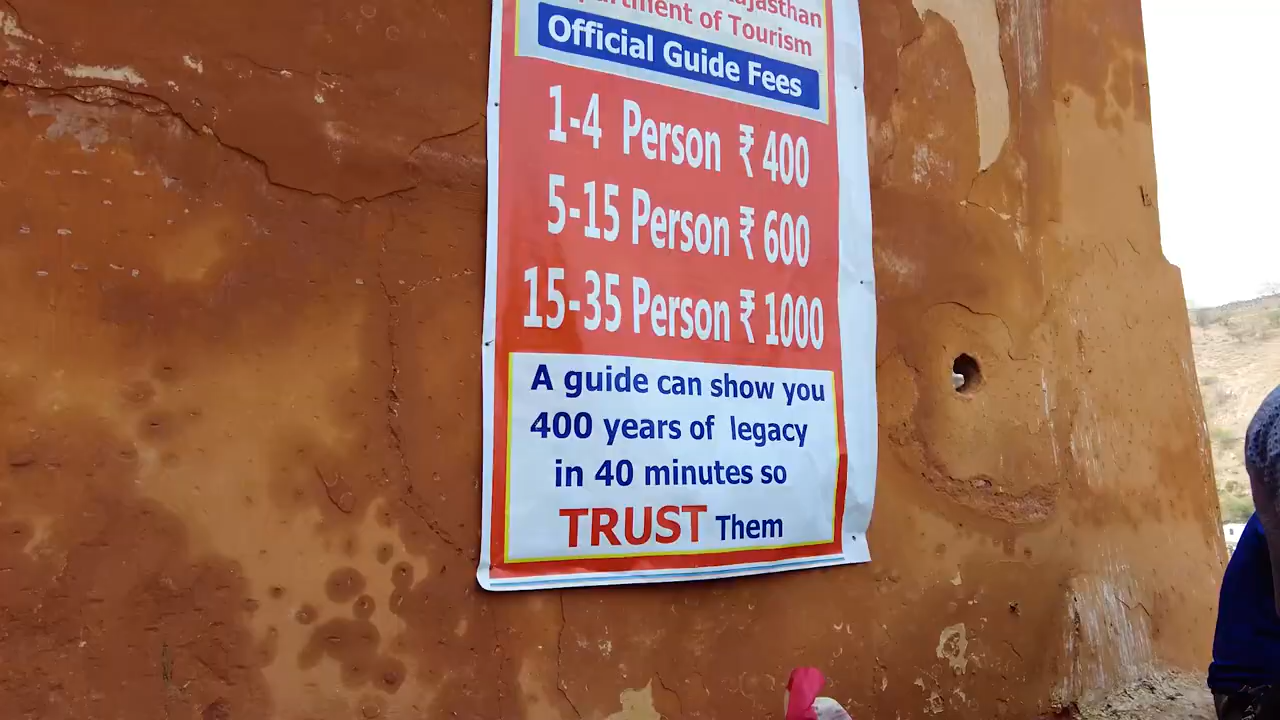 Rajasthan
Department of Tourism
Official Guide Fees
1-4 Person ₹ 400
5-15 Person ₹ 600
15-35 Person ₹ 1000
A guide can show you
400 years of legacy
in 40 minutes so
TRUST Them